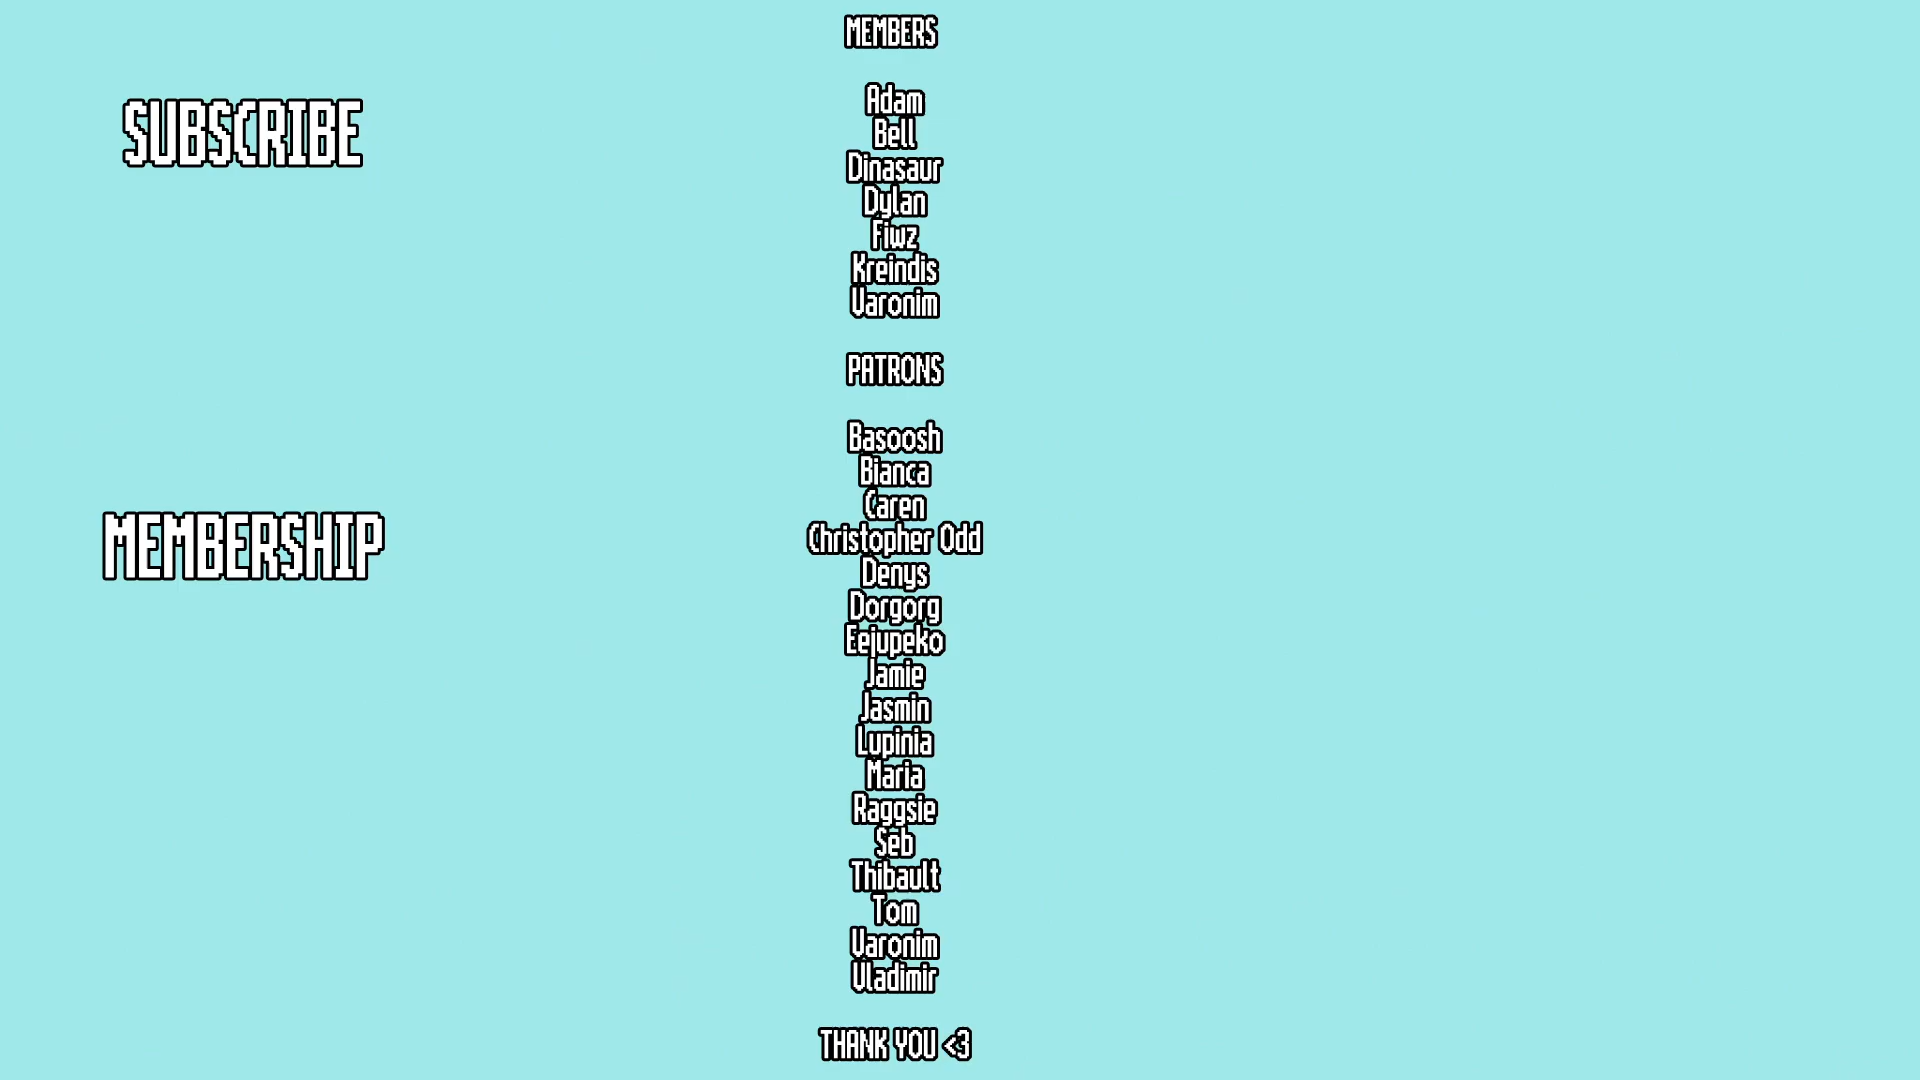 SUBSCRIBE
MEMBERSHIP
MEMBERS
Adam
Bell
Dinasaur
Dylan
Fiwz
Kreindis
Varonim
PATRONS
Basoosh
Bianca
Caren
Christopher Odd
Denys
Dorgorg
Eejupeko
Jamie
Jasmin
Lupinia
Maria
Raggsie
Seb
Thibault
Tom
Varonim
Vladimir
THANK YOU <3